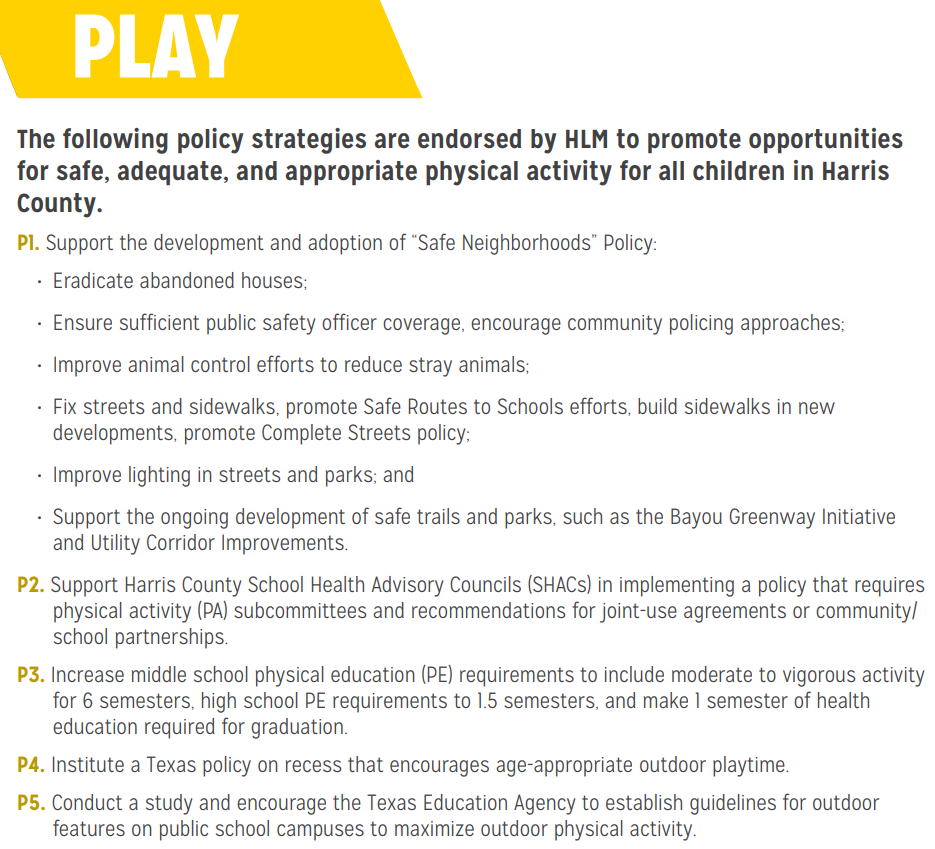 PLAY
The following policy strategies are endorsed by HLM to promote opportunities
for safe, adequate, and appropriate physical activity for all children in Harris
County.
P1. Support the development and adoption of “Safe Neighborhoods” Policy:
· Eradicate abandoned houses;
· Ensure sufficient public safety officer coverage, encourage community policing approaches;
· Improve animal control efforts to reduce stray animals;
· Fix streets and sidewalks, promote Safe Routes to Schools efforts, build sidewalks in new
developments, promote Complete Streets policy;
· Improve lighting in streets and parks; and
· Support the ongoing development of safe trails and parks, such as the Bayou Greenway Initiative
and Utility Corridor Improvements.
P2. Support Harris County School Health Advisory Councils (SHACs) in implementing a policy that requires
physical activity (PA) subcommittees and recommendations for joint-use agreements or community/
school partnerships.
P3. Increase middle school physical education (PE) requirements to include moderate to vigorous activity
for 6 semesters, high school PE requirements to 1.5 semesters, and make 1 semester of health
education required for graduation.
P4. Institute a Texas policy on recess that encourages age-appropriate outdoor playtime.
P5. Conduct a study and encourage the Texas Education Agency to establish guidelines for outdoor
features on public school campuses to maximize outdoor physical activity.